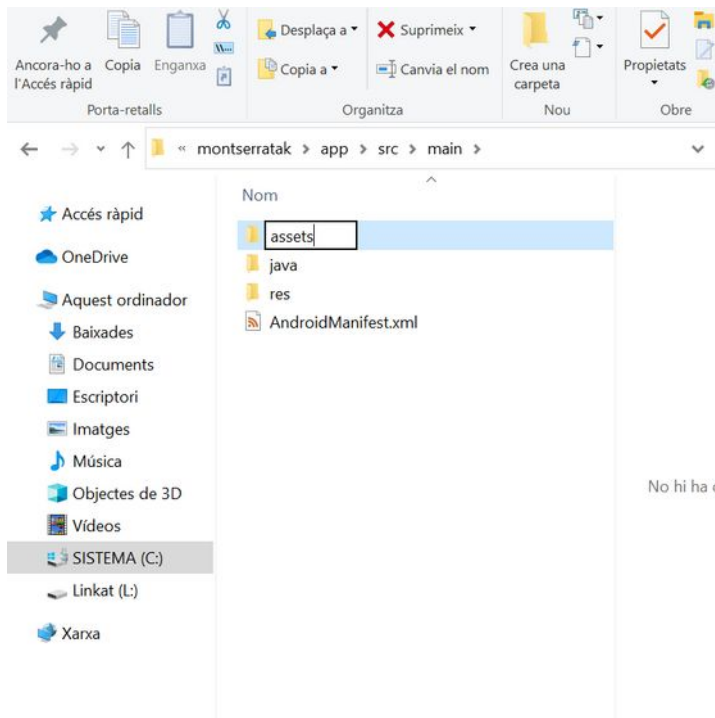 Desplaça a
Suprimeix
Ancora-ho a
l'Accés ràpid
Copia
Enganxa
Copia a
Canvia el nom
Crea una
carpeta
Propietats
Porta-retalls
Organitza
Nou
Obre
« montserratak > app > src > main >
Nom
Accés ràpid
assets
OneDrive
java
Aquest ordinador
res
Baixades
AndroidManifest.xml
Documents
Escriptori
Imatges
Música
Objectes de 3D
No hi ha
Vídeos
SISTEMA (C:)
Linkat (L:)
Xarxa